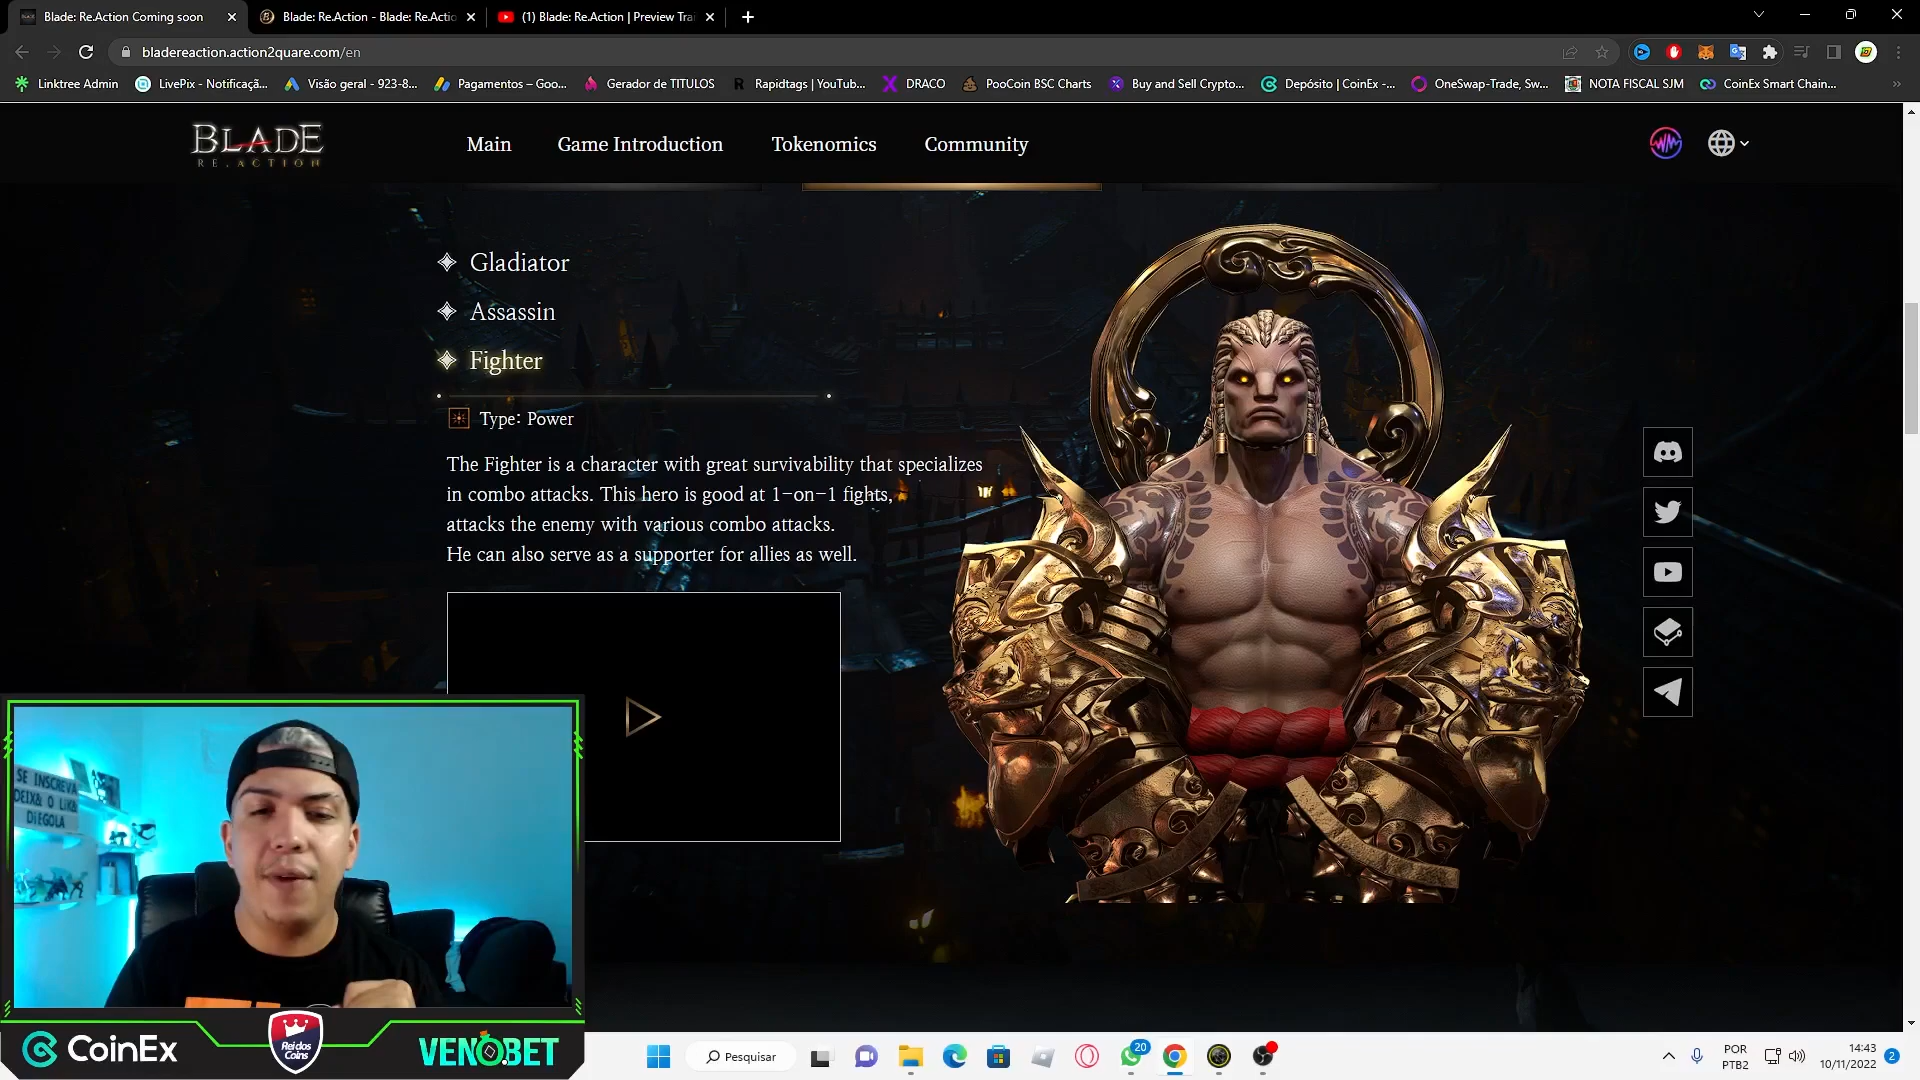 Blade: Re.Action Coming soon
Blade: Re.Action - Blade: Re.Actio
(1) Blade: Re.Action | Preview Trai
bladereaction.action2quare.com/en
Linktree Admin
LivePix - Notificaçã...
Visão geral - 923-8...
Pagamentos – Goo...
Gerador de TITULOS
Rapidtags | YouTub...
DRACO
PooCoin BSC Charts
Buy and Sell Crypto...
Depósito | CoinEx -...
OneSwap-Trade, Sw...
NOTA FISCAL SJM
CoinEx Smart Chain...
BLADE
RE.ACTION
Main
Game Introduction
Tokenomics
Community
Gladiator
Assassin
Fighter
Type: Power
The Fighter is a character with great survivability that specializes
in combo attacks. This hero is good at 1-on-1 fights,
attacks the enemy with various combo attacks.
He can also serve as a supporter for allies as well.
SE INSCREVA
DEIXA O LIKE
DIEGOLA
CoinEx
Rei dos
Coins
VENOBET
Pesquisar
20
POR
PTB2
14:43
10/11/2022
2